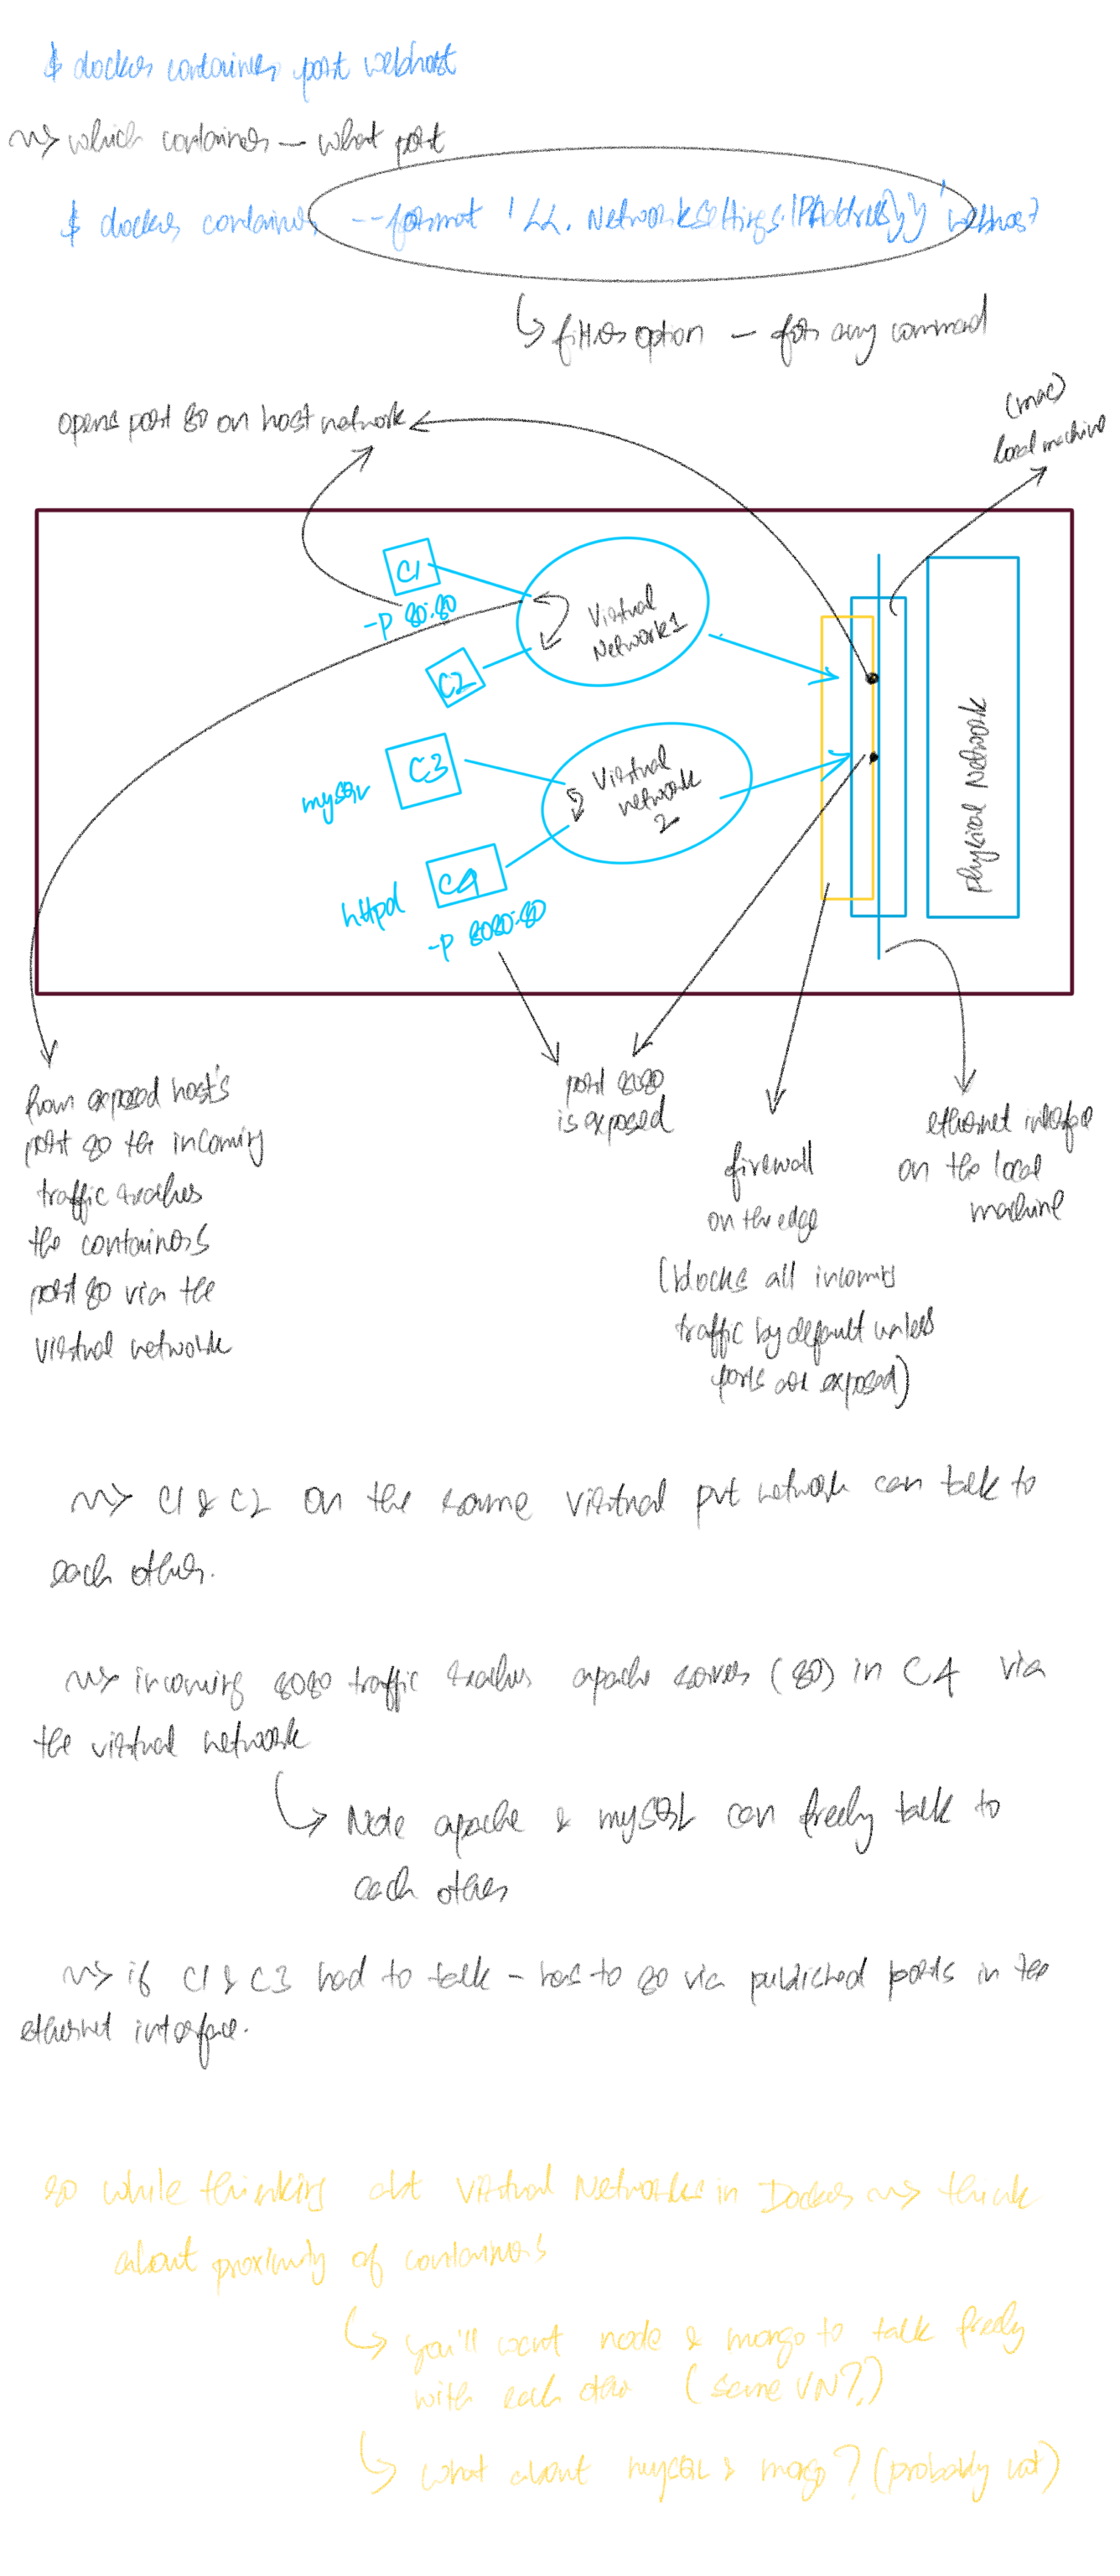 $ docker container port webhost
~> which container — what port
$ docker container --format '{{.NetworkSettings.IPAddress}}' webhost
↳ filter option — for any command
opens port 80 on host network
(mac)
local machine
C1
-p 80:80
Virtual
Network1
C2
C3
mysql
Virtual
network
2
C4
httpd
-p 8080:80
Physical Network
from exposed host's
port 80 the incoming
traffic reaches
the containers
port 80 via the
virtual network
port 8080
is exposed
firewall
on the edge
(blocks all incoming
traffic by default unless
ports are exposed)
ethernet interface
on the local
machine
~> C1 & C2 on the same virtual pvt network can talk to
each other.
~> incoming 8080 traffic reaches apache server (80) in C4 via
the virtual network
↳ Note apache & mySQL can freely talk to
each other
~> if C1 & C3 had to talk - has to go via published ports in the
ethernet interface.
so while thinking abt Virtual Networks in Docker ~> think
about proximity of containers
↳ you'll want node & mongo to talk freely
with each other (same VN?)
↳ what about mySQL & mongo? (probably not)